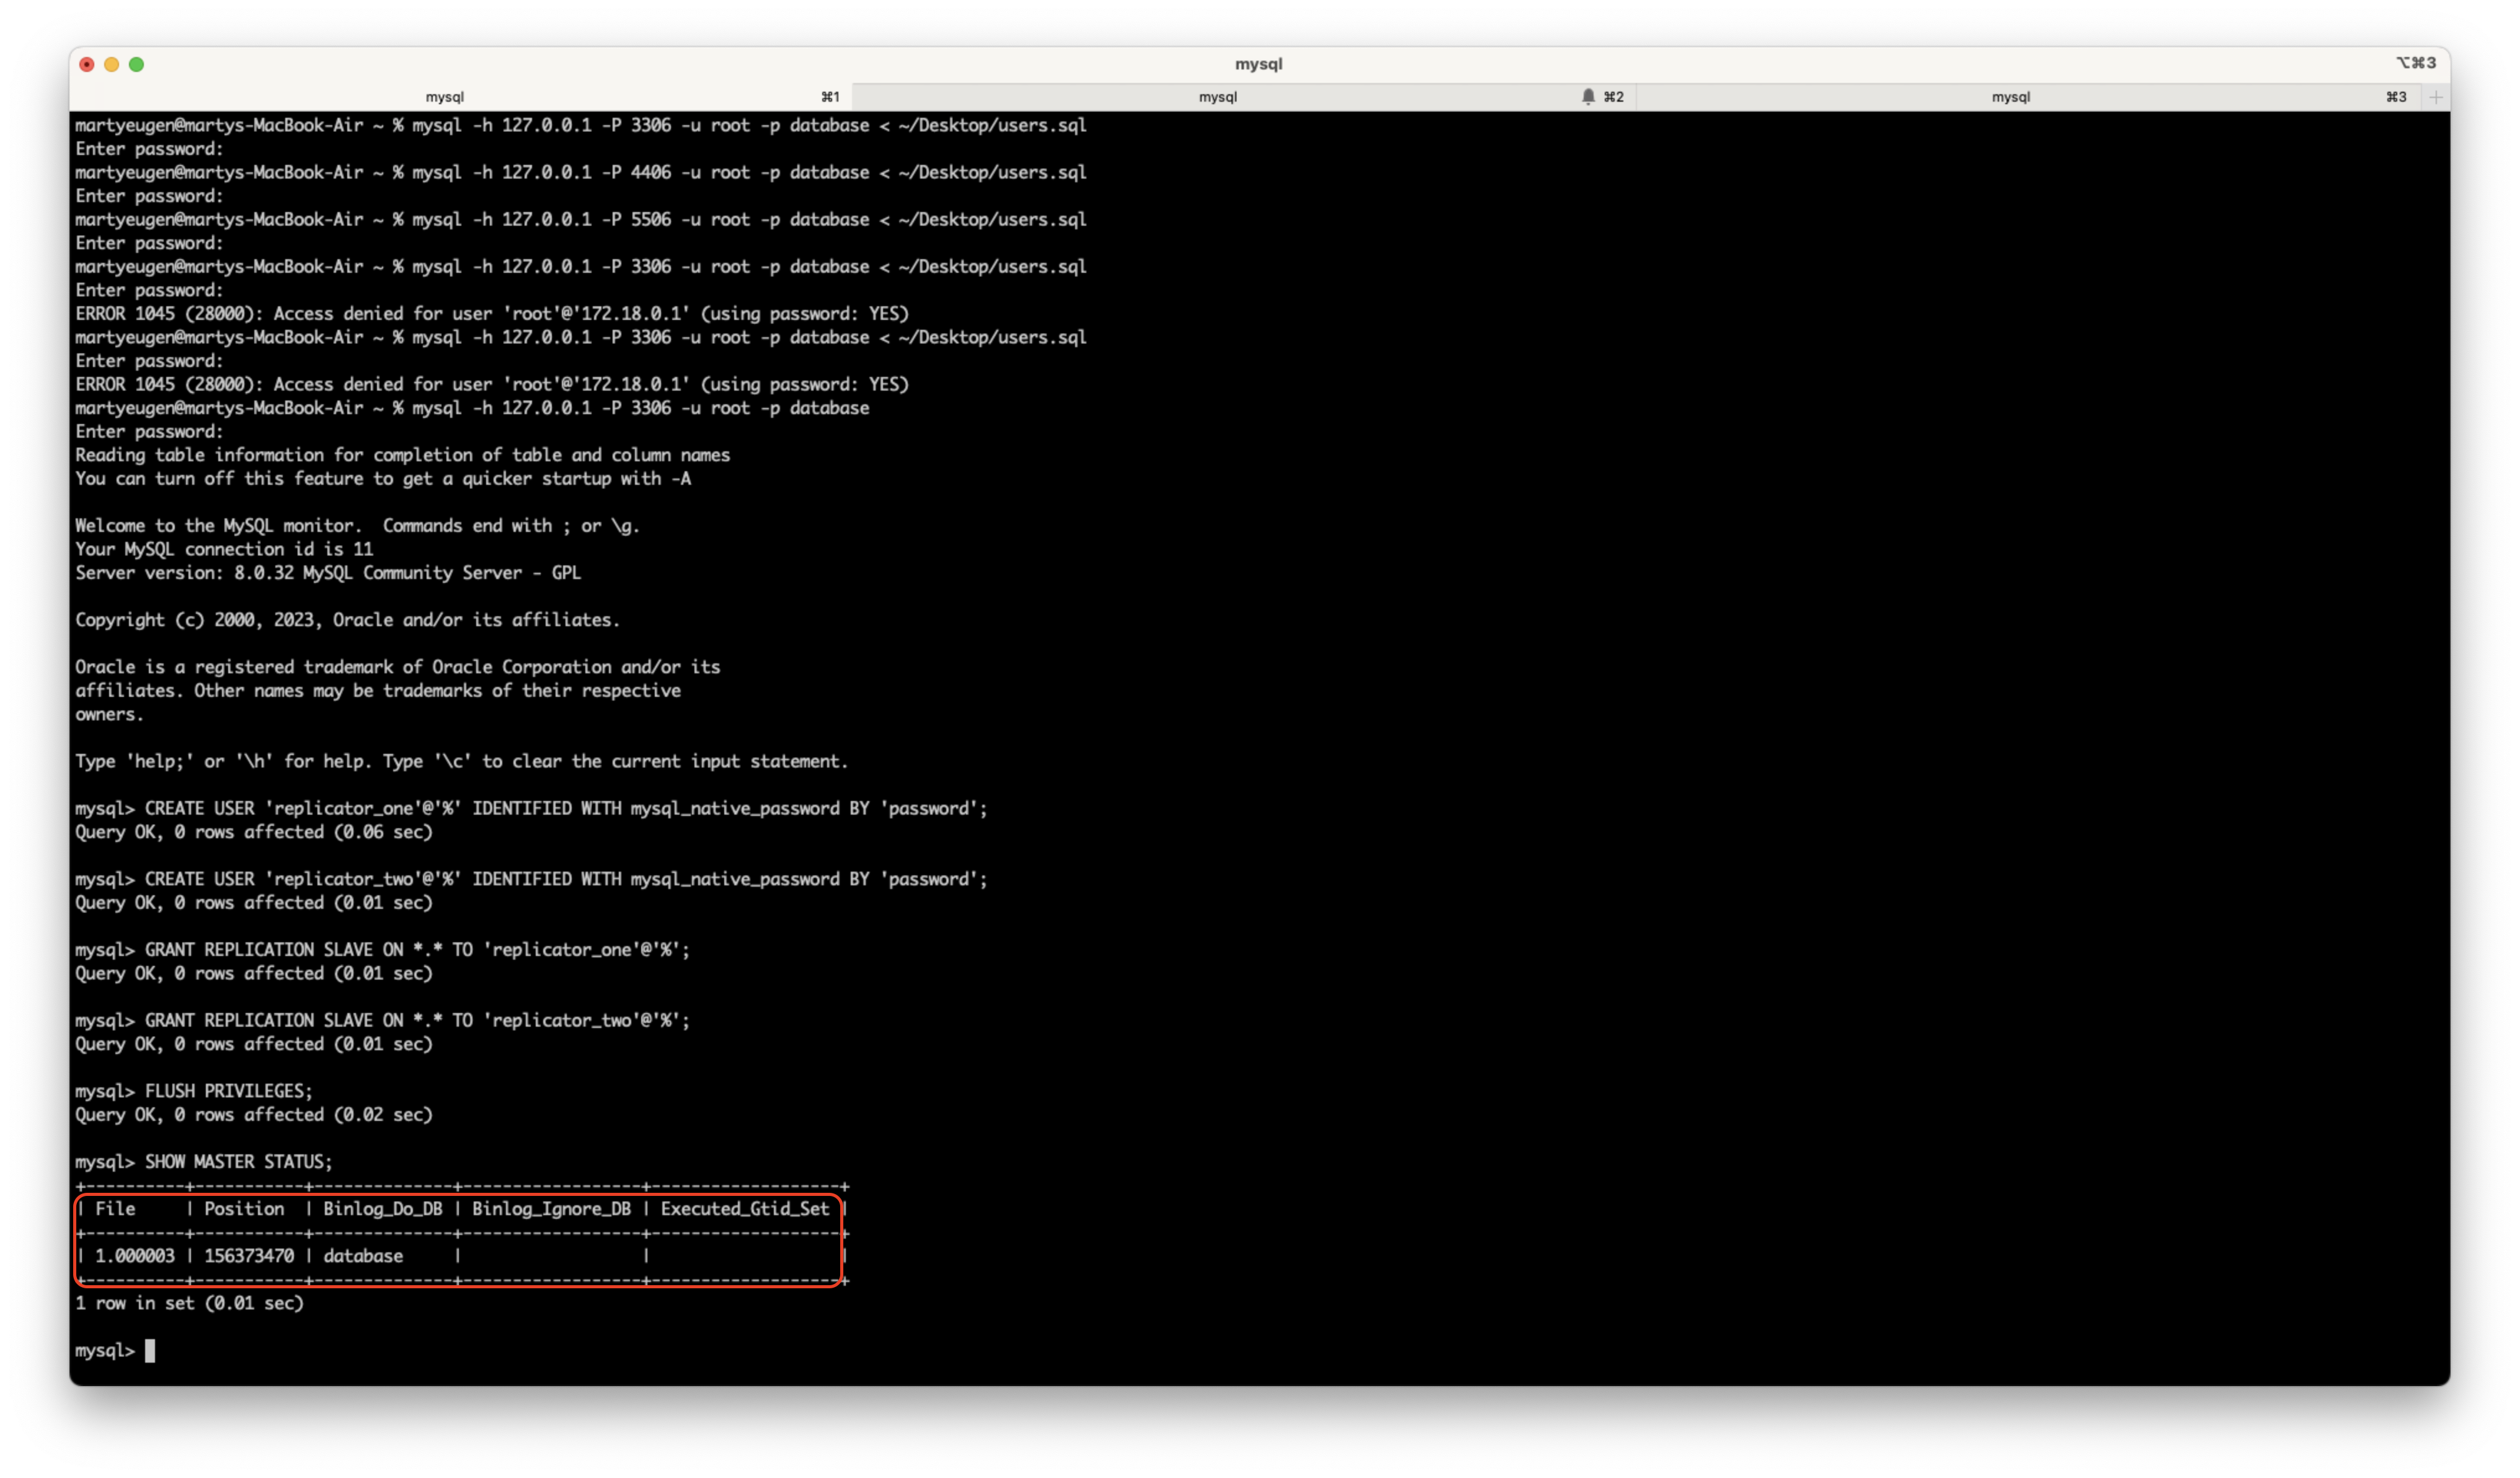 mysql
⌥⌘3
mysql ⌘1 mysql ⌘2 mysql ⌘3 +
martyeugen@martys-MacBook-Air ~ % mysql -h 127.0.0.1 -P 3306 -u root -p database < ~/Desktop/users.sql
Enter password:
martyeugen@martys-MacBook-Air ~ % mysql -h 127.0.0.1 -P 4406 -u root -p database < ~/Desktop/users.sql
Enter password:
martyeugen@martys-MacBook-Air ~ % mysql -h 127.0.0.1 -P 5506 -u root -p database < ~/Desktop/users.sql
Enter password:
martyeugen@martys-MacBook-Air ~ % mysql -h 127.0.0.1 -P 3306 -u root -p database < ~/Desktop/users.sql
Enter password:
ERROR 1045 (28000): Access denied for user 'root'@'172.18.0.1' (using password: YES)
martyeugen@martys-MacBook-Air ~ % mysql -h 127.0.0.1 -P 3306 -u root -p database < ~/Desktop/users.sql
Enter password:
ERROR 1045 (28000): Access denied for user 'root'@'172.18.0.1' (using password: YES)
martyeugen@martys-MacBook-Air ~ % mysql -h 127.0.0.1 -P 3306 -u root -p database
Enter password:
Reading table information for completion of table and column names
You can turn off this feature to get a quicker startup with -A
Welcome to the MySQL monitor.  Commands end with ; or \g.
Your MySQL connection id is 11
Server version: 8.0.32 MySQL Community Server - GPL
Copyright (c) 2000, 2023, Oracle and/or its affiliates.
Oracle is a registered trademark of Oracle Corporation and/or its
affiliates. Other names may be trademarks of their respective
owners.
Type 'help;' or '\h' for help. Type '\c' to clear the current input statement.
mysql> CREATE USER 'replicator_one'@'%' IDENTIFIED WITH mysql_native_password BY 'password';
Query OK, 0 rows affected (0.06 sec)
mysql> CREATE USER 'replicator_two'@'%' IDENTIFIED WITH mysql_native_password BY 'password';
Query OK, 0 rows affected (0.01 sec)
mysql> GRANT REPLICATION SLAVE ON *.* TO 'replicator_one'@'%';
Query OK, 0 rows affected (0.01 sec)
mysql> GRANT REPLICATION SLAVE ON *.* TO 'replicator_two'@'%';
Query OK, 0 rows affected (0.01 sec)
mysql> FLUSH PRIVILEGES;
Query OK, 0 rows affected (0.02 sec)
mysql> SHOW MASTER STATUS;
+----------+-----------+--------------+------------------+-------------------+
| File     | Position  | Binlog_Do_DB | Binlog_Ignore_DB | Executed_Gtid_Set |
+----------+-----------+--------------+------------------+-------------------+
| 1.000003 | 156373470 | database     |                  |                   |
+----------+-----------+--------------+------------------+-------------------+
1 row in set (0.01 sec)
mysql>